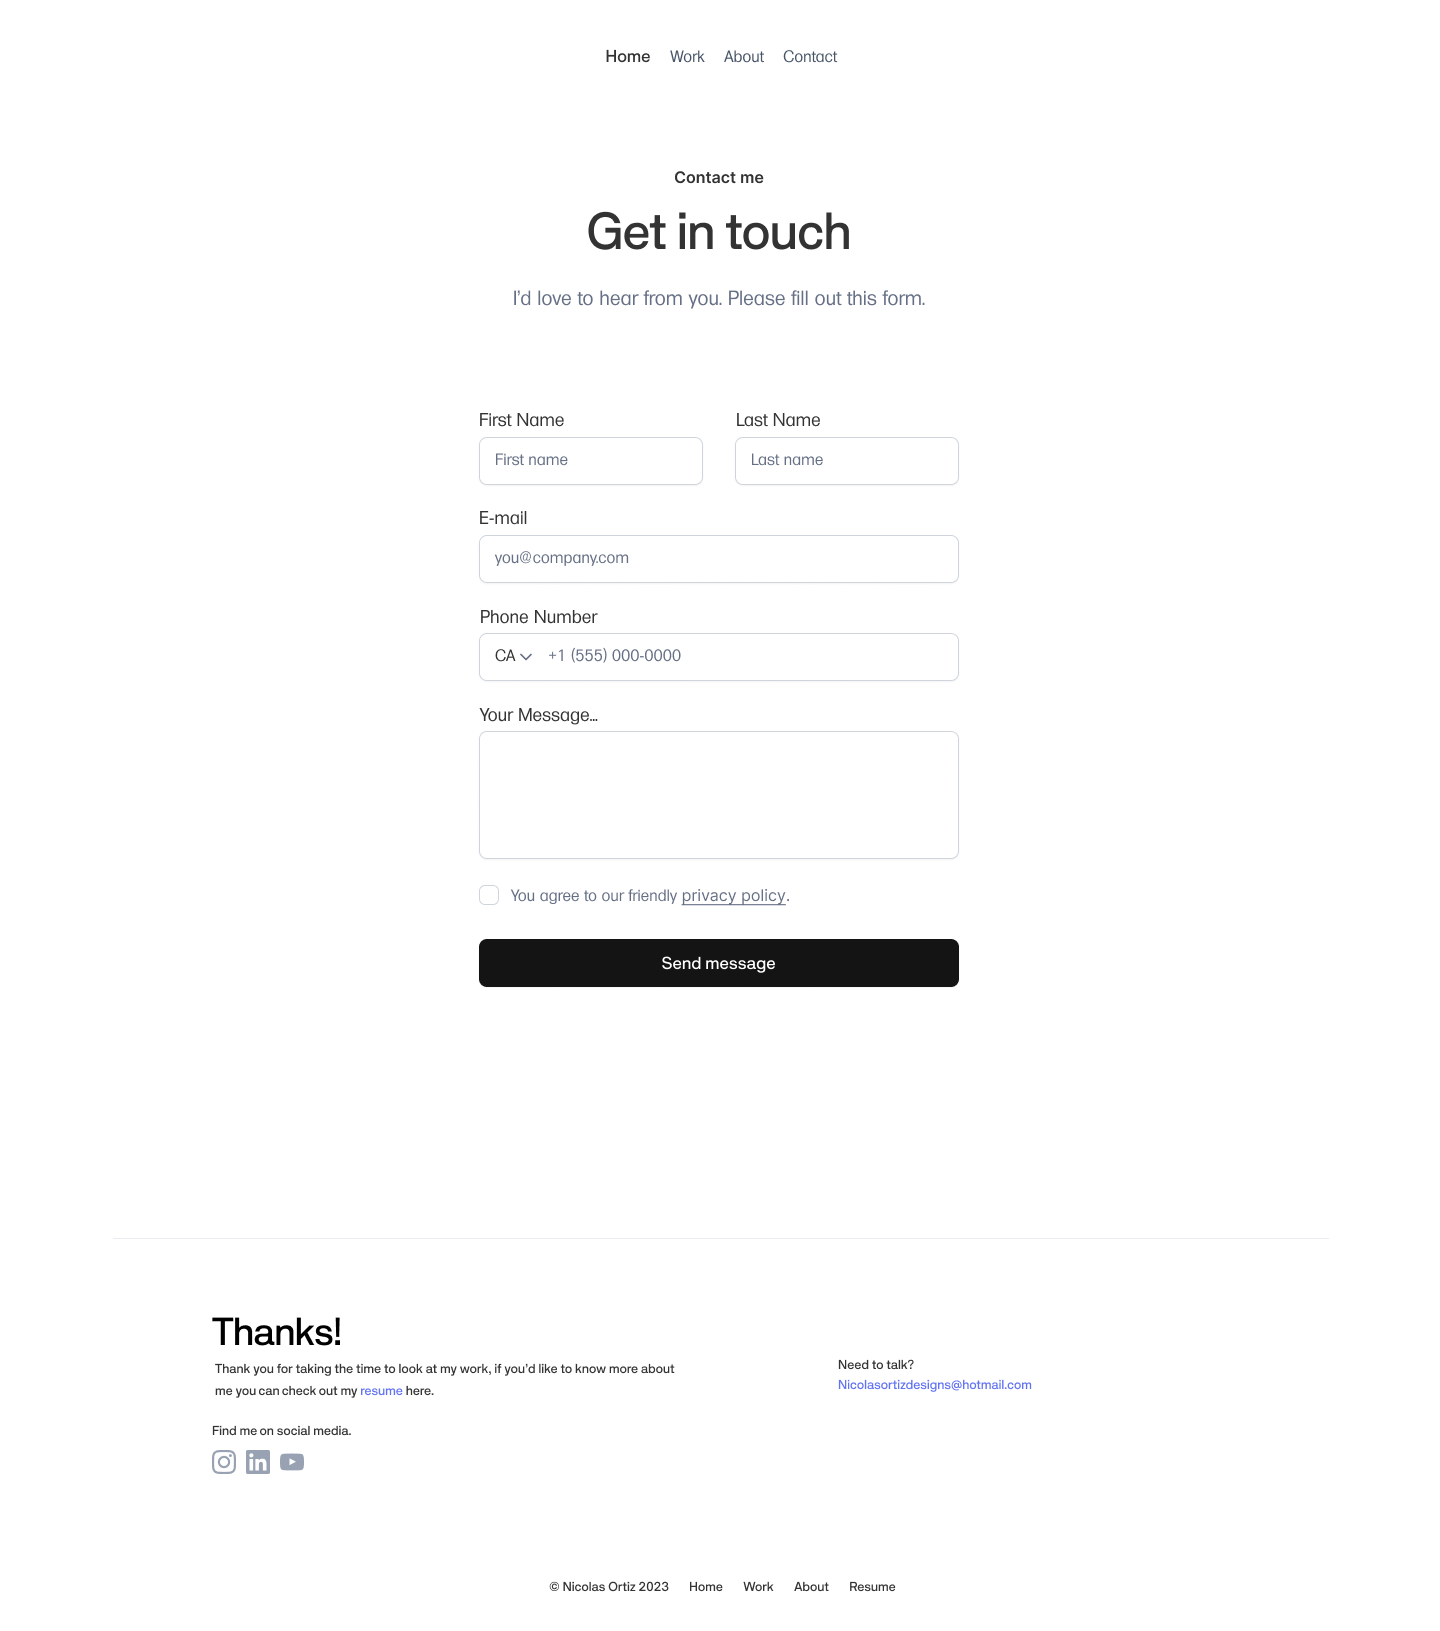 Home Work About Contact
Contact me
Get in touch
I'd love to hear from you. Please fill out this form.
First Name Last Name
First name Last name
E-mail
you@company.com
Phone Number
CA +1 (555) 000-0000
Your Message...
You agree to our friendly privacy policy.
Send message
Thanks!
Thank you for taking the time to look at my work, if you'd like to know more about
me you can check out my resume here.
Need to talk?
Nicolasortizdesigns@hotmail.com
Find me on social media.
in
© Nicolas Ortiz 2023 Home Work About Resume